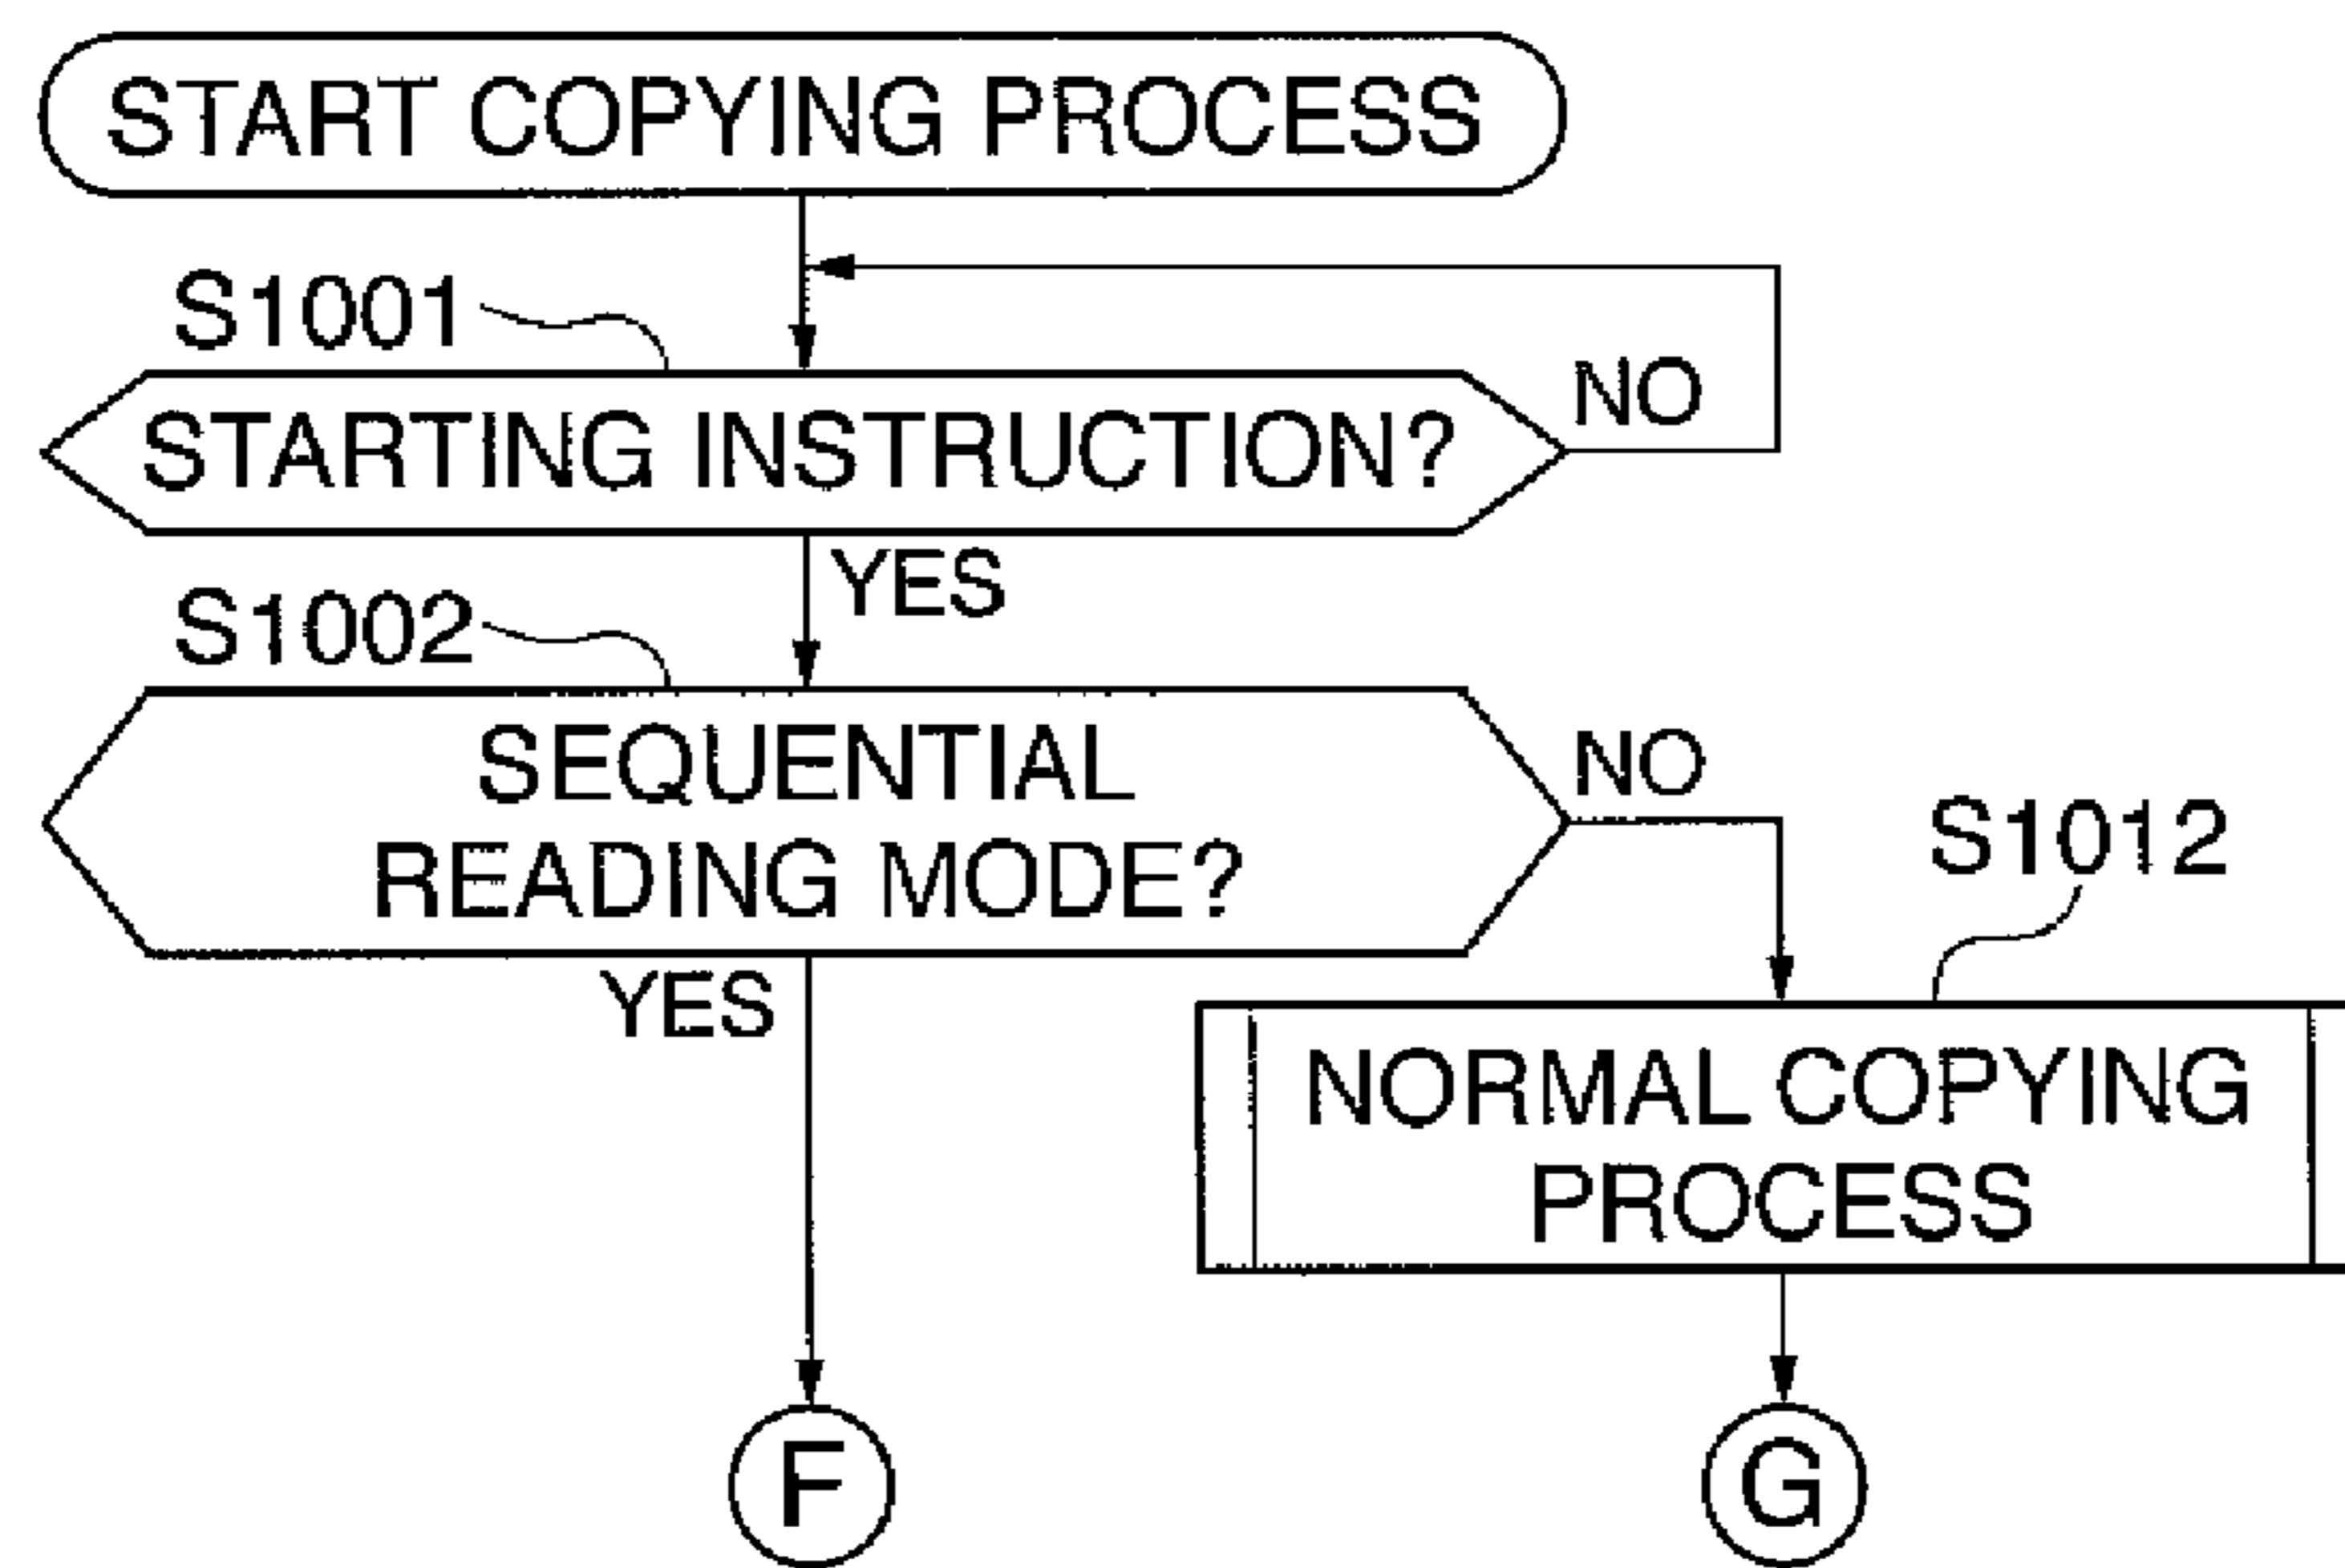 START COPYING PROCESS
S1001
NO
STARTING INSTRUCTION?
YES
S1002
SEQUENTIAL
READING MODE?
NO
S1012
YES
NORMAL COPYING
PROCESS
F
G